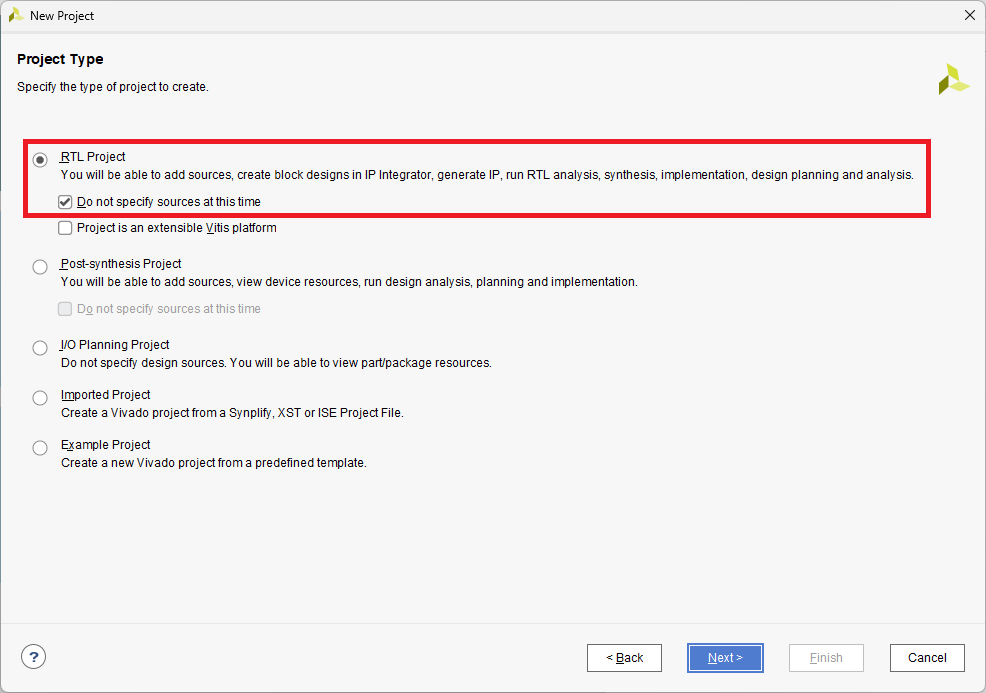 New Project
Project Type
Specify the type of project to create.
RTL Project
You will be able to add sources, create block designs in IP Integrator, generate IP, run RTL analysis, synthesis, implementation, design planning and analysis.
Do not specify sources at this time
Project is an extensible Vitis platform
Post-synthesis Project
You will be able to add sources, view device resources, run design analysis, planning and implementation.
Do not specify sources at this time
I/O Planning Project
Do not specify design sources. You will be able to view part/package resources.
Imported Project
Create a Vivado project from a Synplify, XST or ISE Project File.
Example Project
Create a new Vivado project from a predefined template.
? < Back Next > Finish Cancel